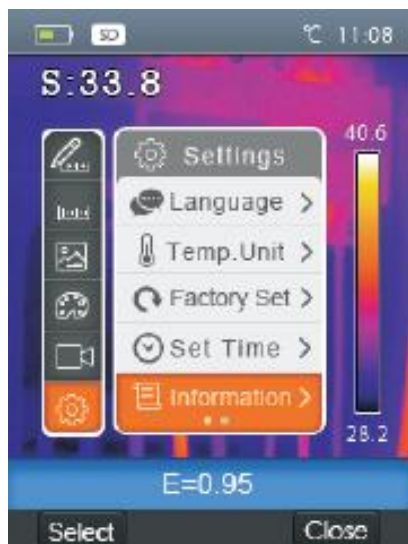 SD ℃ 11:08
S:33.8
40.6
Settings
Language >
Temp.Unit >
Factory Set >
Set Time >
Information >
28.2
E=0.95
Select Close